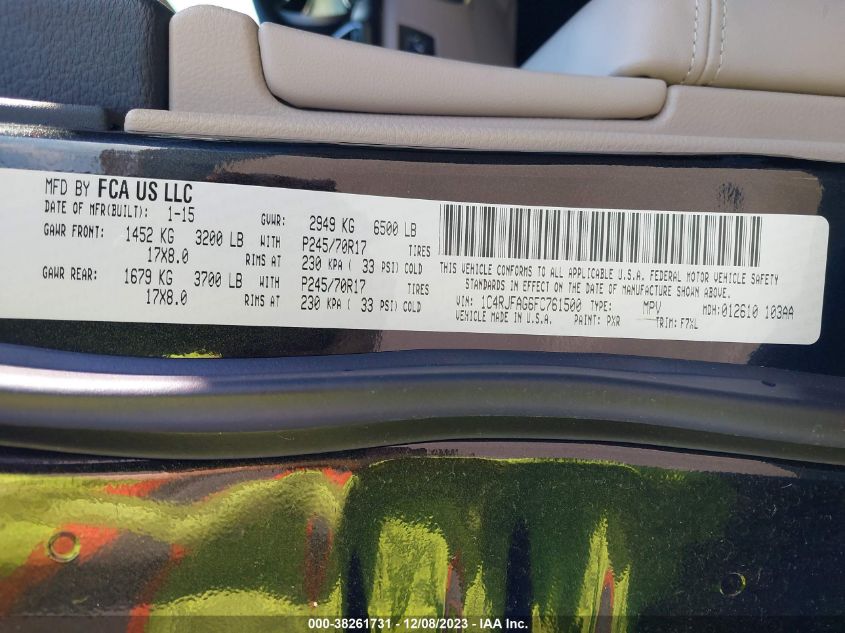 MFD BY FCA US LLC
DATE OF MFR(BUILT): 1-15 GVWR: 2949 KG 6500 LB
GAWR FRONT: 1452 KG 3200 LB WITH P245/70R17 TIRES
17X8.0 RIMS AT 230 KPA ( 33 PSI) COLD
GAWR REAR: 1679 KG 3700 LB WITH P245/70R17 TIRES
17X8.0 RIMS AT 230 KPA ( 33 PSI) COLD
THIS VEHICLE CONFORMS TO ALL APPLICABLE U.S.A. FEDERAL MOTOR VEHICLE SAFETY
STANDARDS IN EFFECT ON THE DATE OF MANUFACTURE SHOWN ABOVE.
VIN: 1C4RJFAG6FC761500 TYPE: MPV MDH:012610 103AA
VEHICLE MADE IN U.S.A. PAINT: PXR TRIM: F7XL
000-38261731 - 12/08/2023 - IAA Inc.